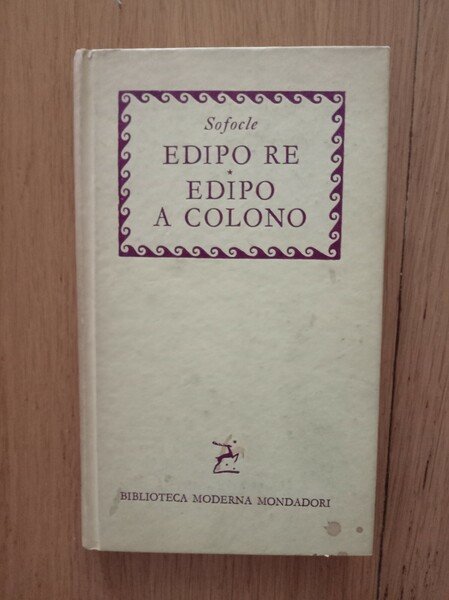 Sofocle
EDIPO RE
*
EDIPO
A COLONO
BIBLIOTECA MODERNA MONDADORI